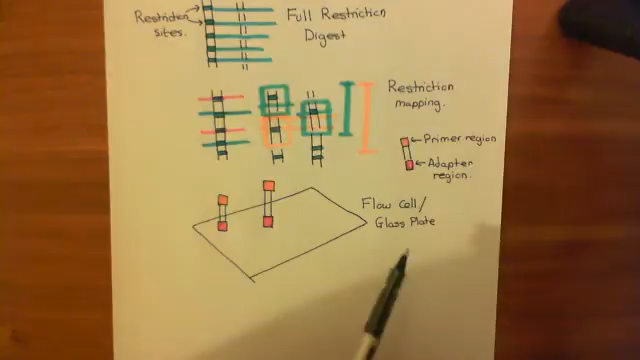 Restriction
sites.
Full Restriction
Digest
Restriction
mapping.
Primer region
Adapter
region.
Flow Cell/
Glass Plate